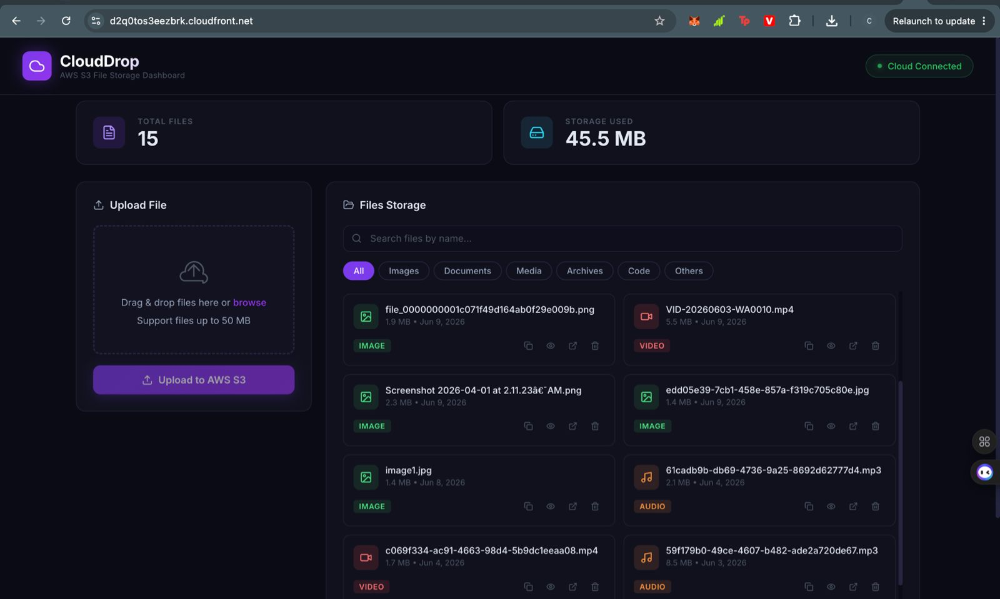 d2q0tos3eezbrk.cloudfront.net
Tp
V
C
Relaunch to update
CloudDrop
AWS S3 File Storage Dashboard
Cloud Connected
TOTAL FILES
15
STORAGE USED
45.5 MB
Upload File
Drag & drop files here or browse
Support files up to 50 MB
Upload to AWS S3
Files Storage
Search files by name...
All
Images
Documents
Media
Archives
Code
Others
file_0000000001c071f49d164ab0f29e009b.png
1.9 MB • Jun 9, 2026
IMAGE
VID-20260603-WA0010.mp4
5.5 MB • Jun 9, 2026
VIDEO
Screenshot 2026-04-01 at 2.11.23â€¯AM.png
2.3 MB • Jun 9, 2026
IMAGE
edd05e39-7cb1-458e-857a-f319c705c80e.jpg
1.4 MB • Jun 9, 2026
IMAGE
image1.jpg
1.4 MB • Jun 8, 2026
IMAGE
61cadb9b-db69-4736-9a25-8692d62777d4.mp3
2.1 MB • Jun 4, 2026
AUDIO
c069f334-ac91-4663-98d4-5b9dc1eeaa08.mp4
1.7 MB • Jun 4, 2026
VIDEO
59f179b0-49ce-4607-b482-ade2a720de67.mp3
8.5 MB • Jun 3, 2026
AUDIO